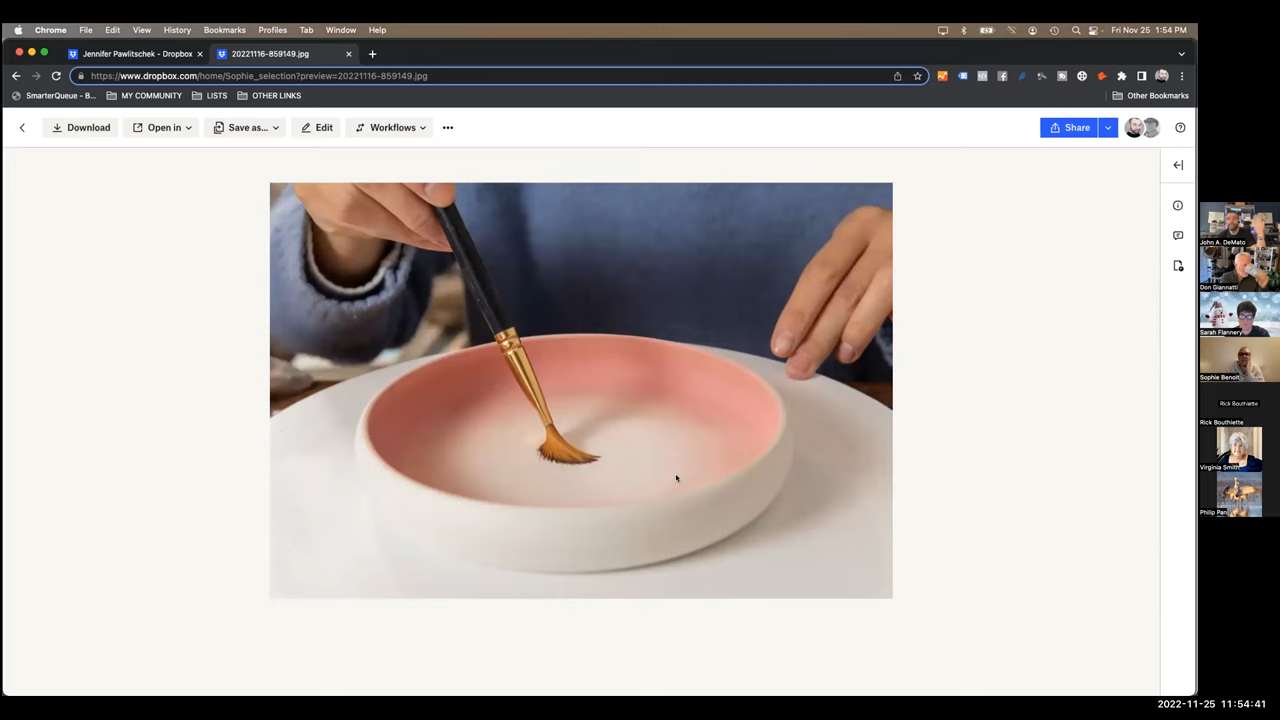 Chrome File Edit View History Bookmarks Profiles Tab Window Help Fri Nov 25 1:54 PM
Jennifer Pawlitschek - Dropbox 20221116-859149.jpg
https://www.dropbox.com/home/Sophie_selection?preview=20221116-859149.jpg
SmarterQueue - B... MY COMMUNITY LISTS OTHER LINKS Other Bookmarks
Download Open in Save as... Edit Workflows Share
John A. DeMato
Don Giannatti
Sarah Flannery
Sophie Benoit
Rick Bouthiette
Rick Bouthiette
Virginia Smith
Philip Pan
2022-11-25 11:54:41